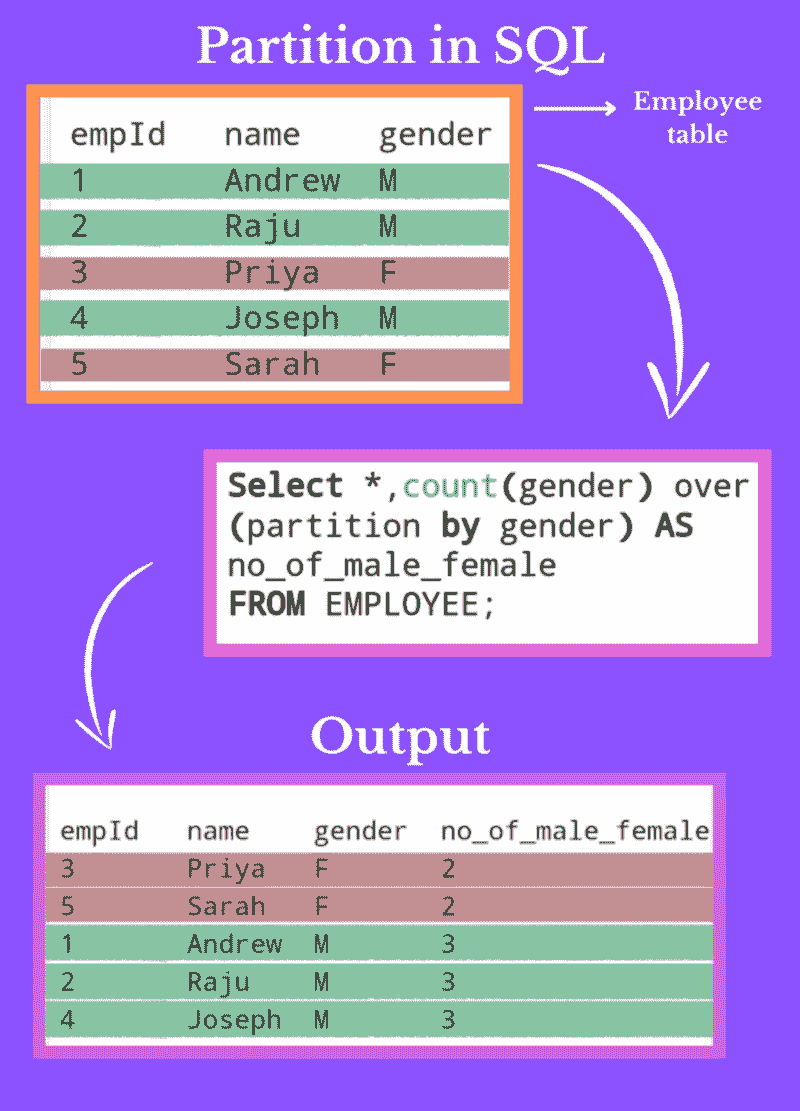 Partition in SQL
Employee
table
empId name gender
1 Andrew M
2 Raju M
3 Priya F
4 Joseph M
5 Sarah F
Select *,count(gender) over
(partition by gender) AS
no_of_male_female
FROM EMPLOYEE;
Output
empId name gender no_of_male_female
3 Priya F 2
5 Sarah F 2
1 Andrew M 3
2 Raju M 3
4 Joseph M 3